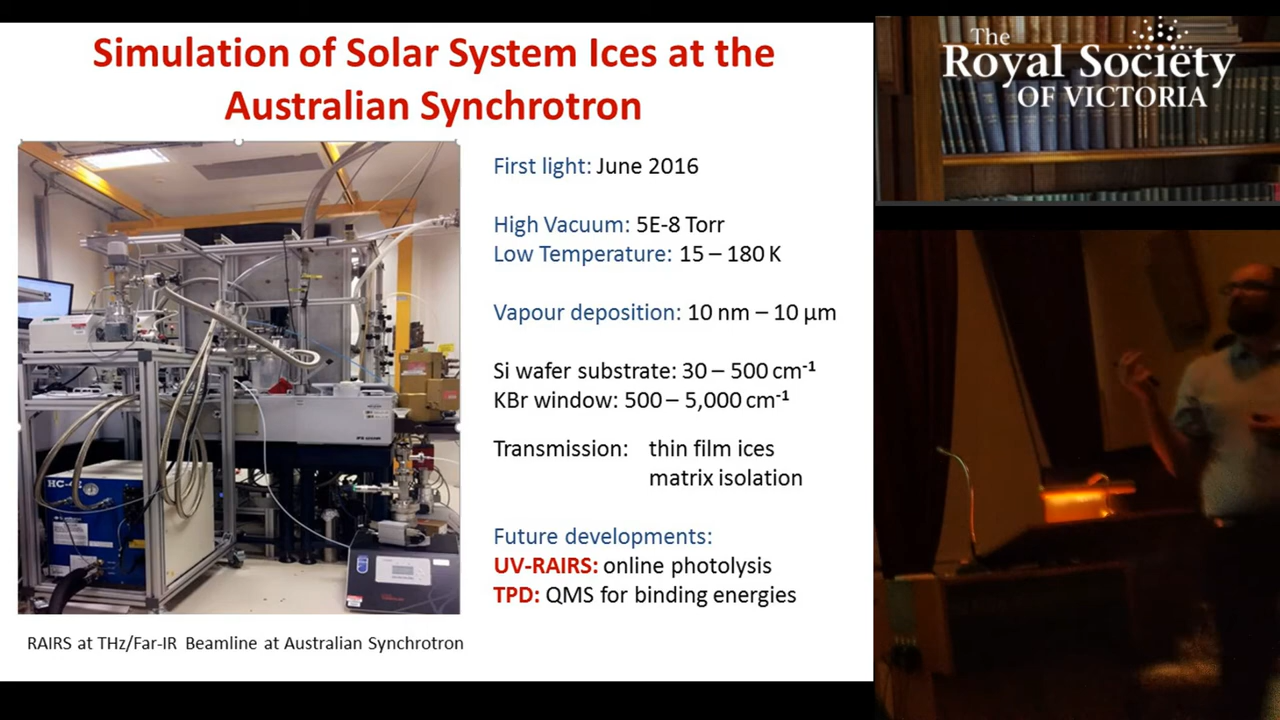 Simulation of Solar System Ices at the
Australian Synchrotron
First light: June 2016
High Vacuum: 5E-8 Torr
Low Temperature: 15 – 180 K
Vapour deposition: 10 nm – 10 µm
Si wafer substrate: 30 – 500 cm⁻¹
KBr window: 500 – 5,000 cm⁻¹
Transmission: thin film ices
matrix isolation
Future developments:
UV-RAIRS: online photolysis
TPD: QMS for binding energies
RAIRS at THz/Far-IR Beamline at Australian Synchrotron
The
Royal Society
OF VICTORIA